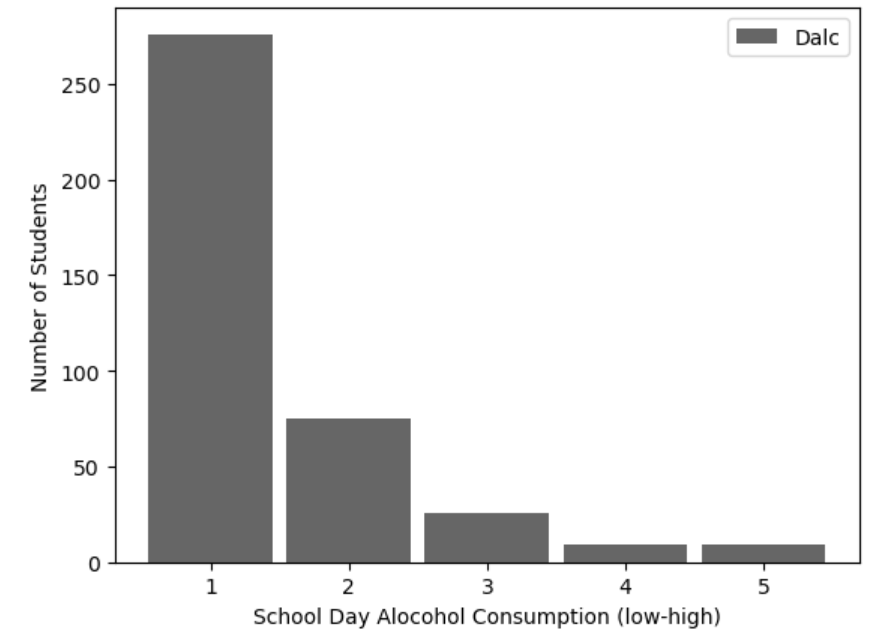 Dalc
250
200
150
100
50
0
Number of Students
1 2 3 4 5
School Day Alocohol Consumption (low-high)